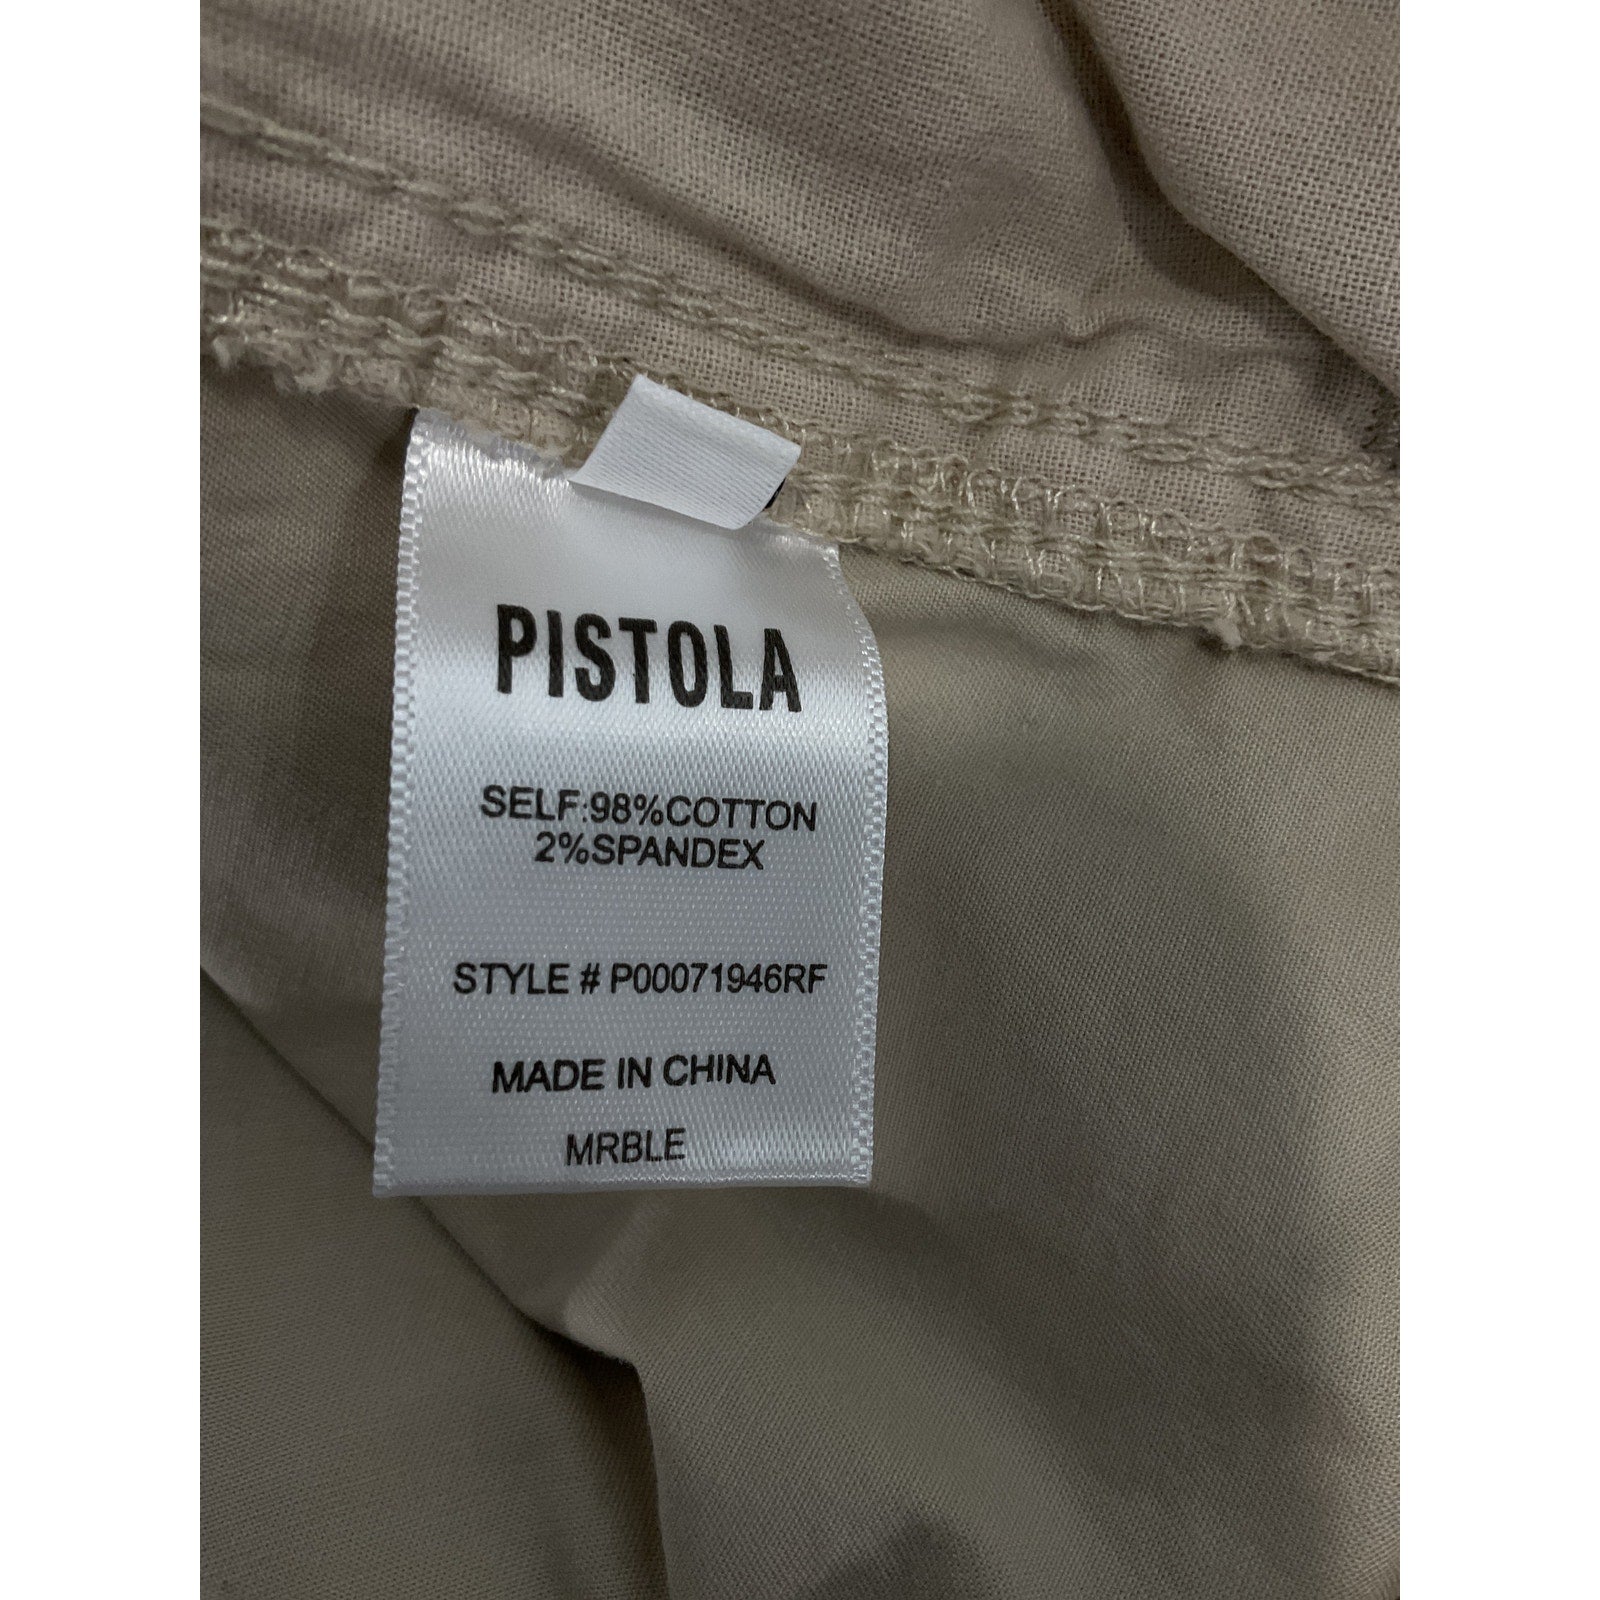 PISTOLA
SELF:98%COTTON
2%SPANDEX
STYLE # P00071946RF
MADE IN CHINA
MRBLE